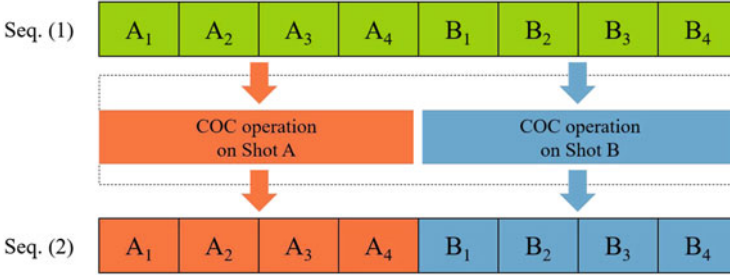 Seq. (1) A₁ A₂ A₃ A₄ B₁ B₂ B₃ B₄
COC operation
on Shot A
COC operation
on Shot B
Seq. (2) A₁ A₂ A₃ A₄ B₁ B₂ B₃ B₄